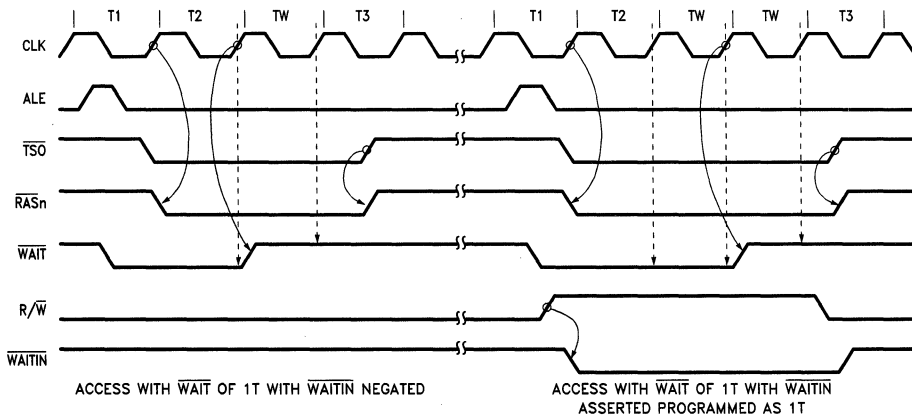 T1 T2 TW T3 T1 T2 TW TW T3
CLK
ALE
TSO
RASn
WAIT
R/W
WAITIN
ACCESS WITH WAIT OF 1T WITH WAITIN NEGATED
ACCESS WITH WAIT OF 1T WITH WAITIN
ASSERTED PROGRAMMED AS 1T